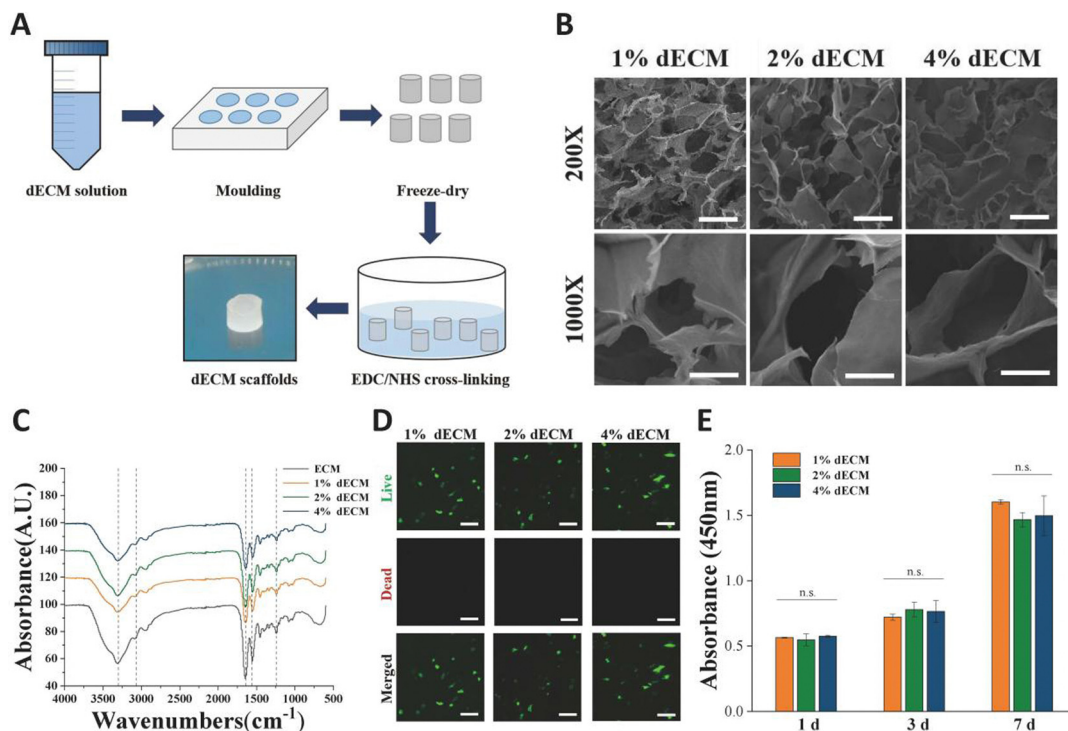 A
dECM solution
Moulding
Freeze-dry
dECM scaffolds
EDC/NHS cross-linking
B
1% dECM 2% dECM 4% dECM
200X
1000X
C
Absorbance(A.U.)
200
180
160
140
120
100
80
60
40
ECM
1% dECM
2% dECM
4% dECM
4000 3500 3000 2500 2000 1500 1000 500
Wavenumbers(cm⁻¹)
D
1% dECM 2% dECM 4% dECM
Live
Dead
Merged
E
Absorbance (450nm)
2.0
1.5
1.0
0.5
0.0
1% dECM
2% dECM
4% dECM
n.s.
n.s.
n.s.
1 d 3 d 7 d